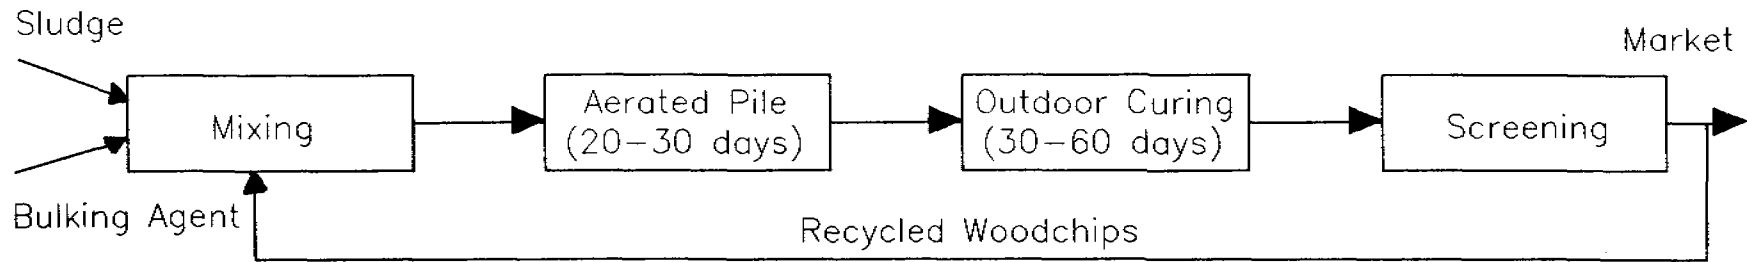 Sludge
Market
Mixing
Aerated Pile
(20-30 days)
Outdoor Curing
(30-60 days)
Screening
Bulking Agent
Recycled Woodchips